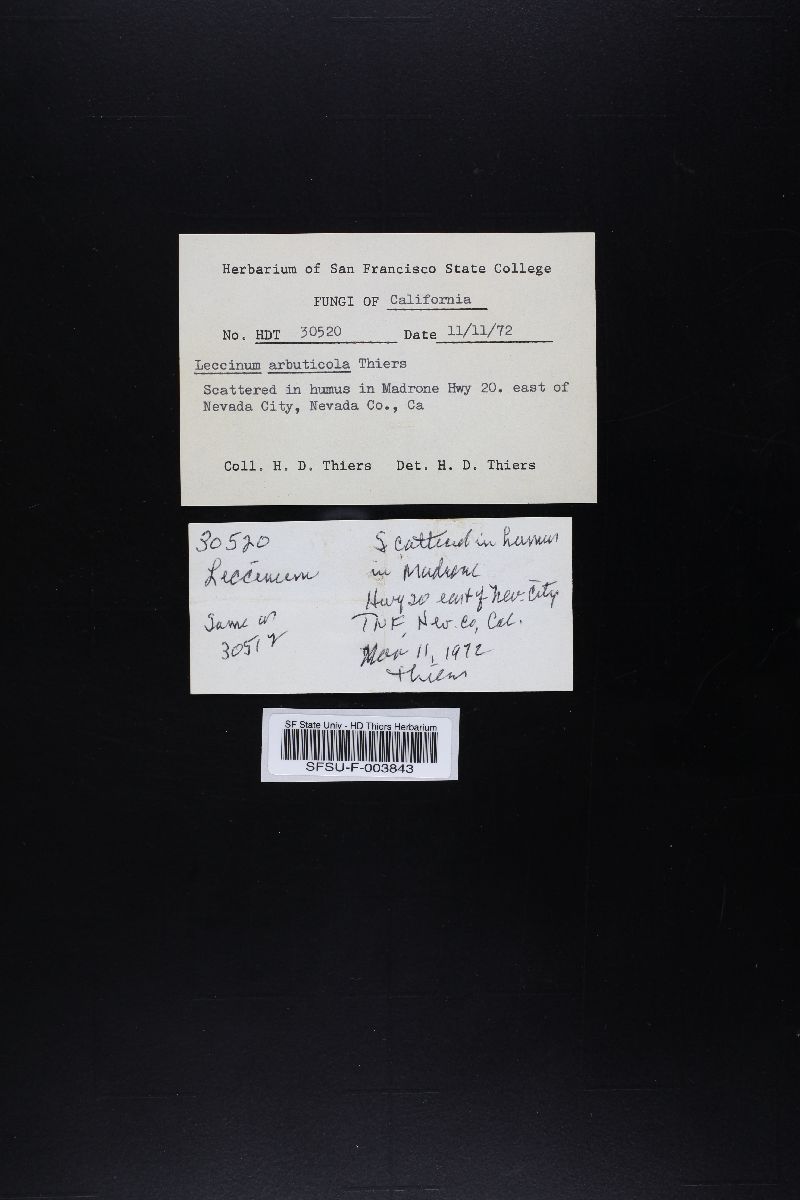 Herbarium of San Francisco State College
FUNGI OF California
No. HDT 30520 Date 11/11/72
Leccinum arbuticola Thiers
Scattered in humus in Madrone Hwy 20. east of
Nevada City, Nevada Co., Ca
Coll. H. D. Thiers Det. H. D. Thiers
30520
Leccinum
Same as
30512
Scattered in humus
in Madrone
Hwy 20 east of Nev. City
TNF, Nev. Co, Cal.
Nov 11, 1972
Thiers
SF State Univ - HD Thiers Herbarium
SFSU-F-003843